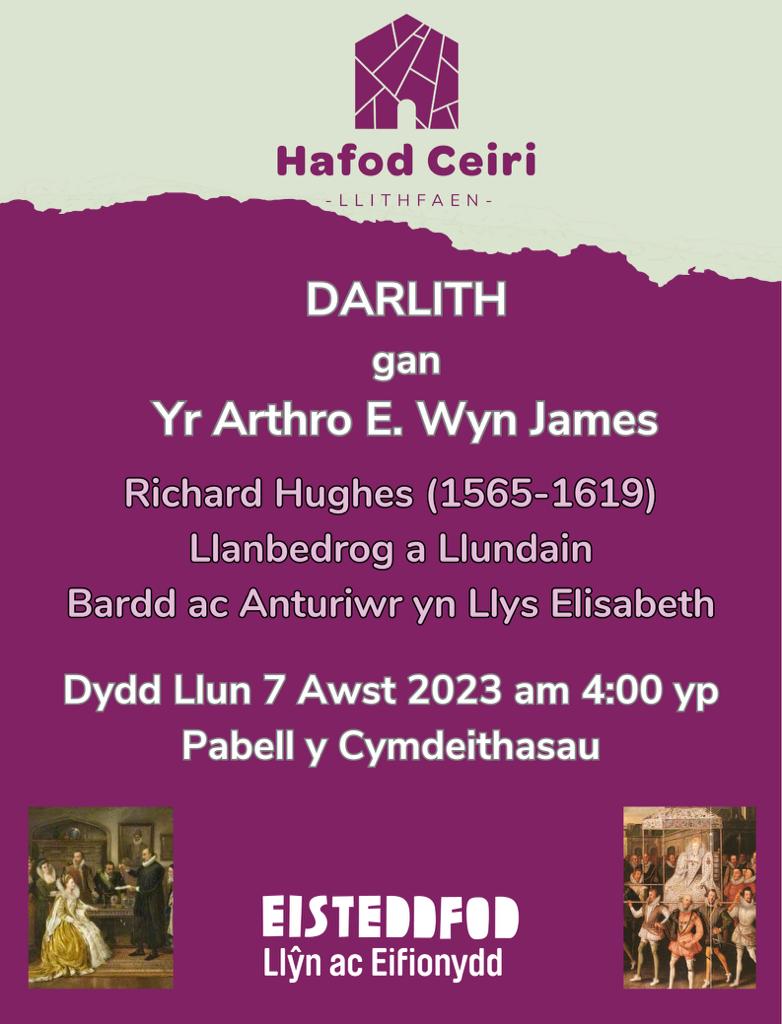 Hafod Ceiri
-LLITHFAEN-
DARLITH
gan
Yr Arthro E. Wyn James
Richard Hughes (1565-1619)
Llanbedrog a Llundain
Bardd ac Anturiwr yn Llys Elisabeth
Dydd Llun 7 Awst 2023 am 4:00 yp
Pabell y Cymdeithasau
EISTEDDFOD
Llŷn ac Eifionydd